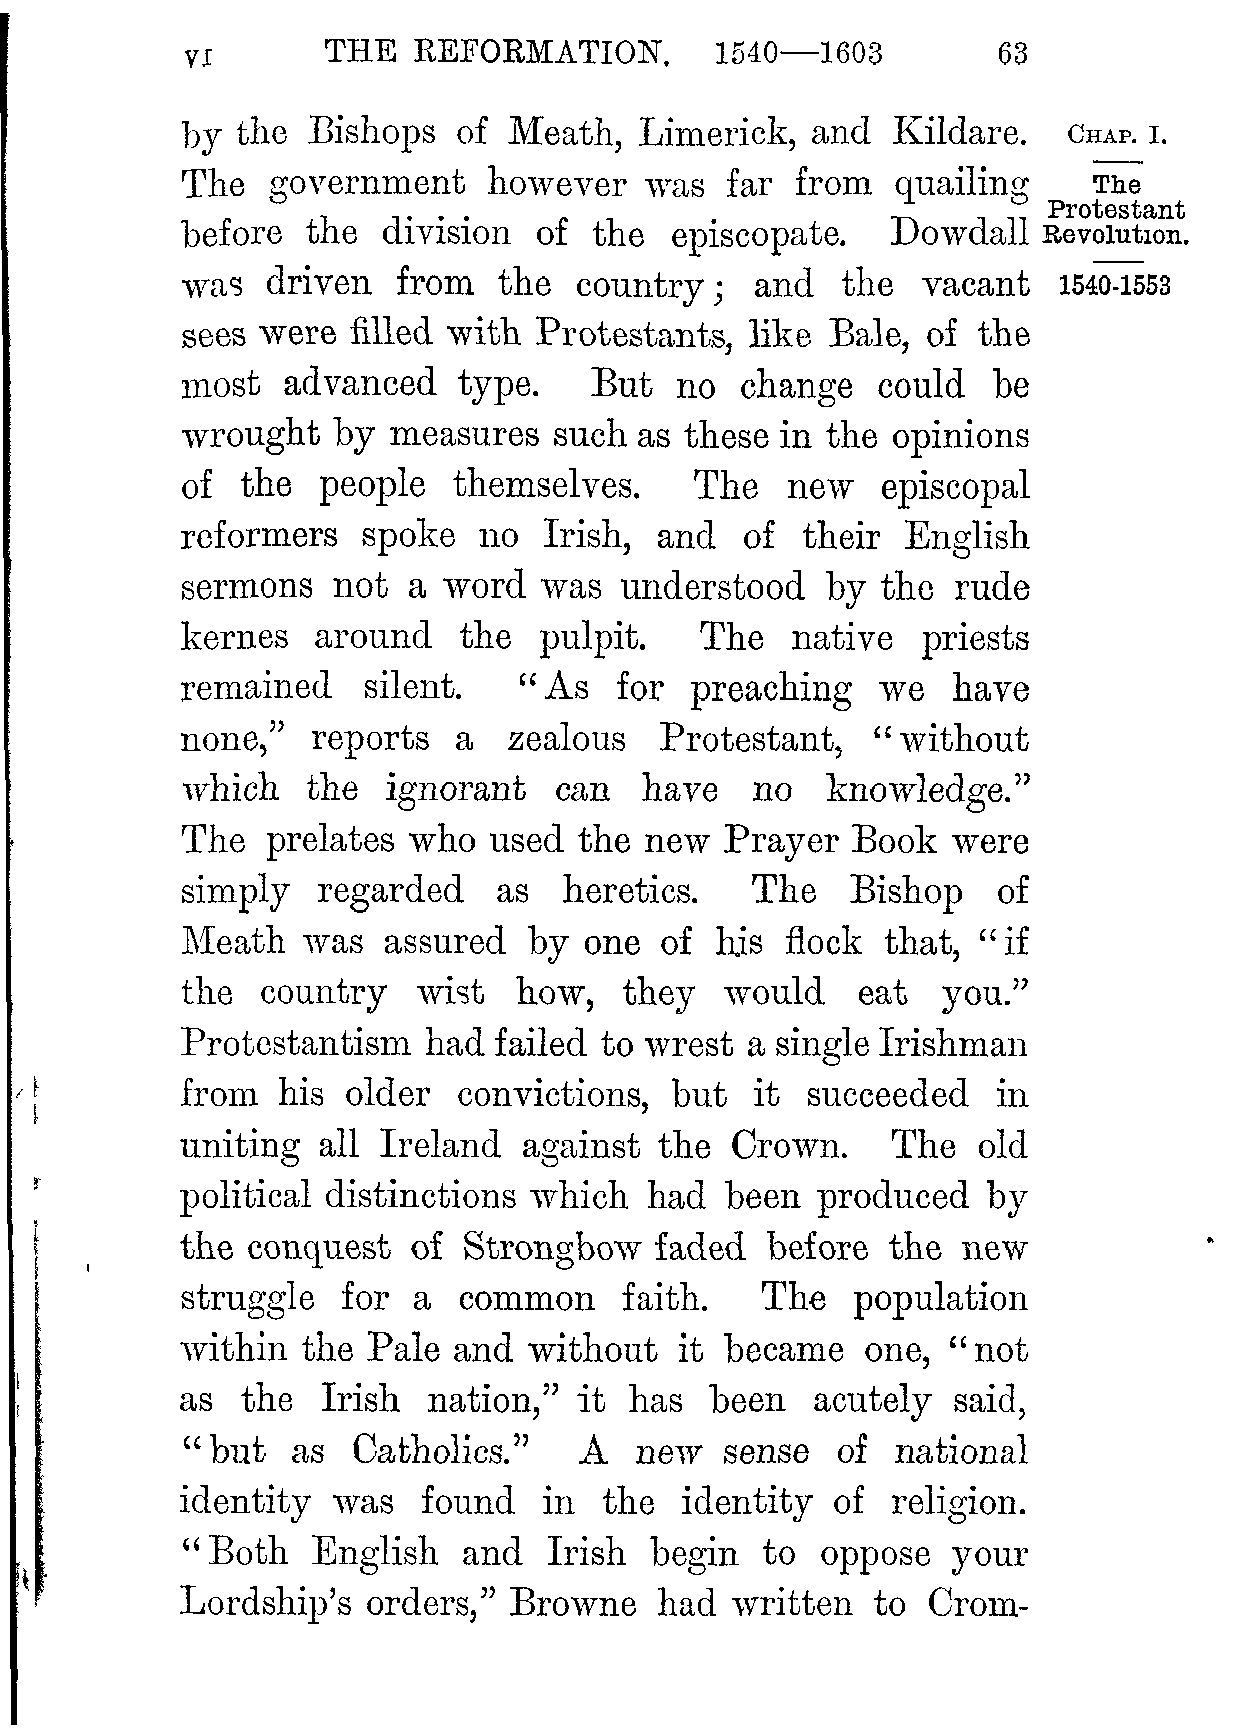 VI THE REFORMATION. 1540—1603 63
by the Bishops of Meath, Limerick, and Kildare.
The government however was far from quailing
before the division of the episcopate. Dowdall
was driven from the country; and the vacant
sees were filled with Protestants, like Bale, of the
most advanced type. But no change could be
wrought by measures such as these in the opinions
of the people themselves. The new episcopal
reformers spoke no Irish, and of their English
sermons not a word was understood by the rude
kernes around the pulpit. The native priests
remained silent. "As for preaching we have
none," reports a zealous Protestant, "without
which the ignorant can have no knowledge."
The prelates who used the new Prayer Book were
simply regarded as heretics. The Bishop of
Meath was assured by one of his flock that, "if
the country wist how, they would eat you."
Protestantism had failed to wrest a single Irishman
from his older convictions, but it succeeded in
uniting all Ireland against the Crown. The old
political distinctions which had been produced by
the conquest of Strongbow faded before the new
struggle for a common faith. The population
within the Pale and without it became one, "not
as the Irish nation," it has been acutely said,
"but as Catholics." A new sense of national
identity was found in the identity of religion.
"Both English and Irish begin to oppose your
Lordship's orders," Browne had written to Crom-
CHAP. I.
The
Protestant
Revolution.
1540-1553